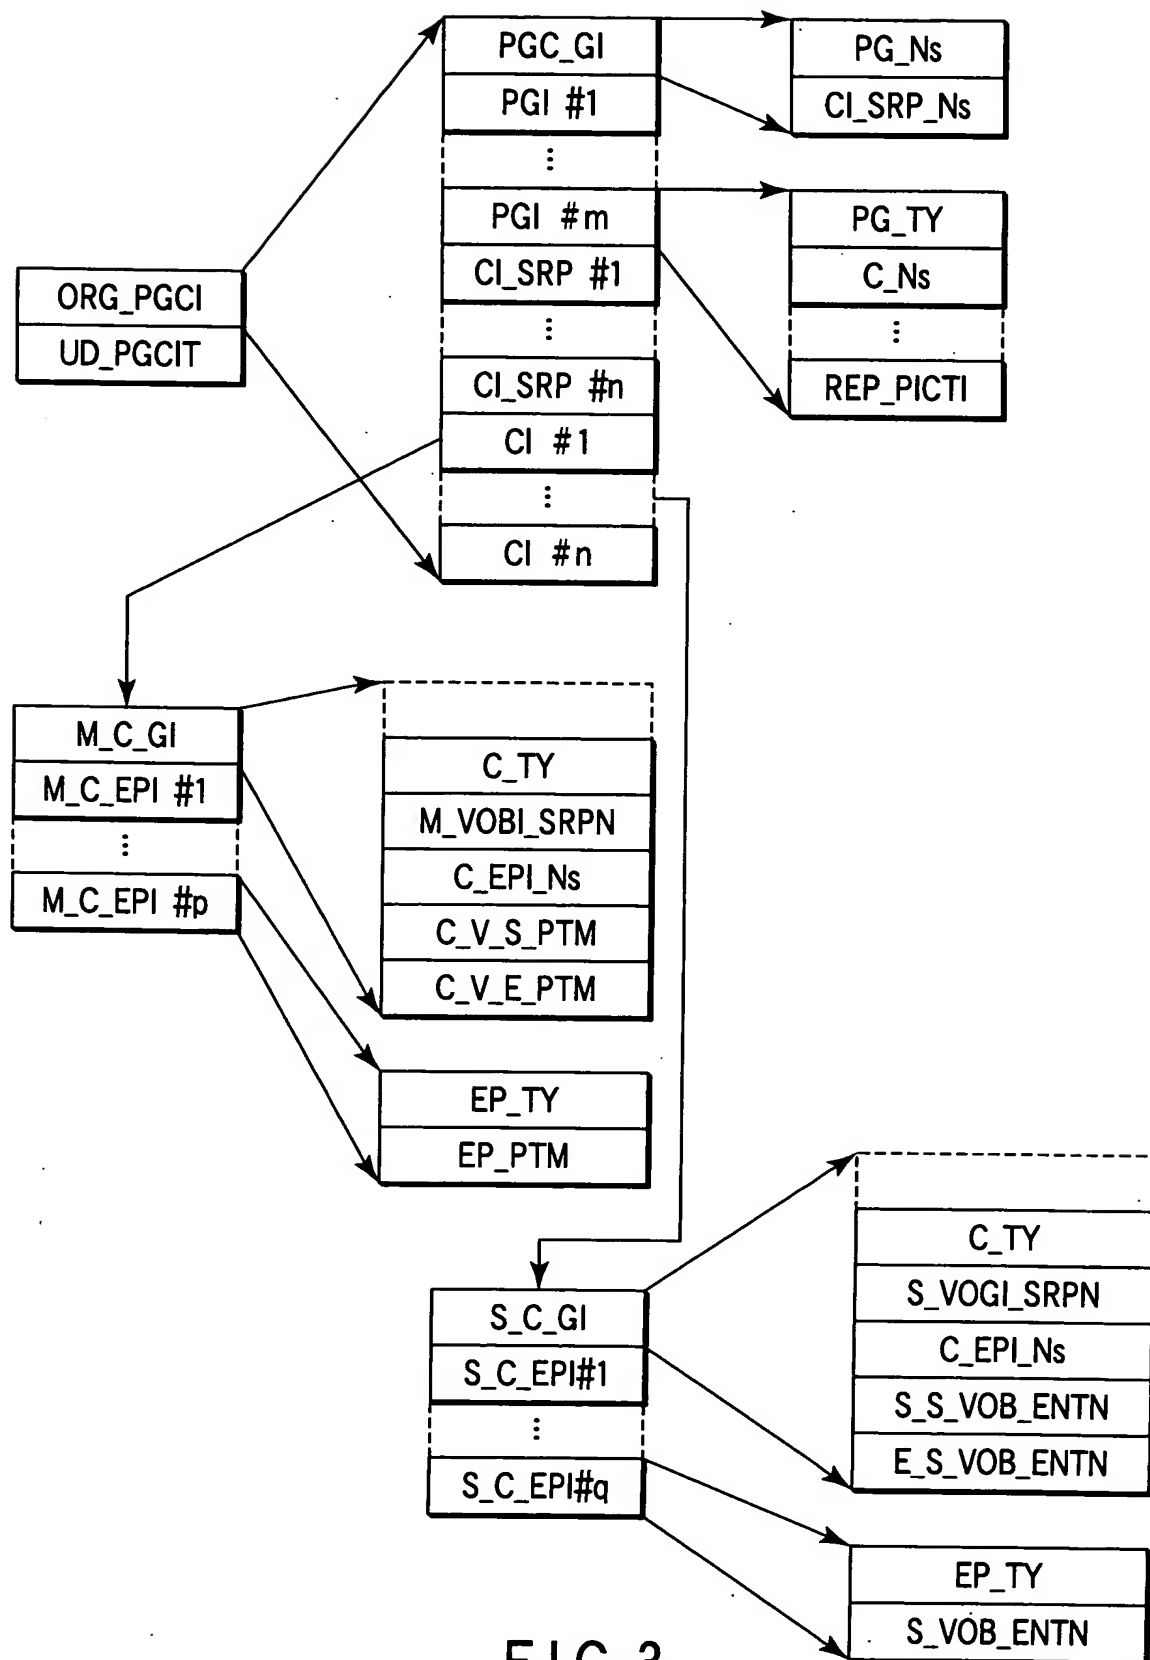 PGC_GI
PGI #1
⋮
PGI #m
CI_SRP #1
⋮
CI_SRP #n
CI #1
⋮
CI #n
PG_Ns
CI_SRP_Ns
PG_TY
C_Ns
⋮
REP_PICTI
ORG_PGCI
UD_PGCIT
M_C_GI
M_C_EPI #1
⋮
M_C_EPI #p
C_TY
M_VOBI_SRPN
C_EPI_Ns
C_V_S_PTM
C_V_E_PTM
EP_TY
EP_PTM
S_C_GI
S_C_EPI#1
⋮
S_C_EPI#q
C_TY
S_VOGI_SRPN
C_EPI_Ns
S_S_VOB_ENTN
E_S_VOB_ENTN
EP_TY
S_VOB_ENTN
FIG. 3